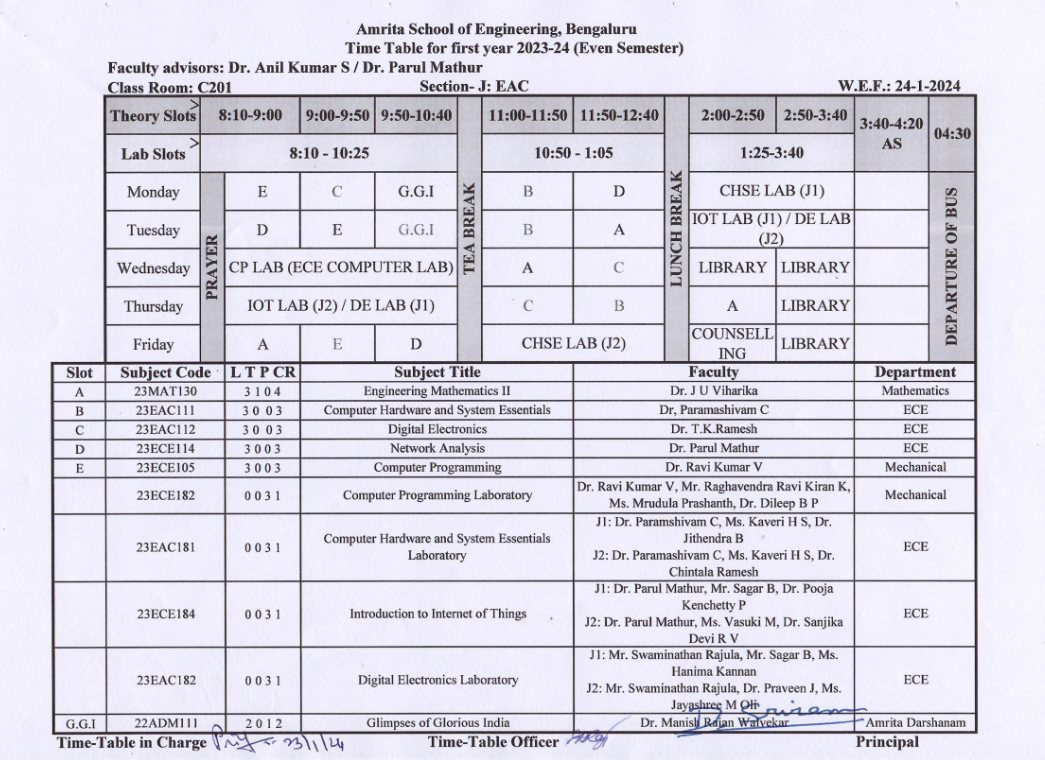 Amrita School of Engineering, Bengaluru
Time Table for first year 2023-24 (Even Semester)
Faculty advisors: Dr. Anil Kumar S / Dr. Parul Mathur
Class Room: C201 Section- J: EAC W.E.F.: 24-1-2024
Theory Slots > 8:10-9:00 9:00-9:50 9:50-10:40 11:00-11:50 11:50-12:40 2:00-2:50 2:50-3:40 3:40-4:20 AS 04:30
Lab Slots > 8:10 - 10:25 10:50 - 1:05 1:25-3:40
PRAYER
TEA BREAK
LUNCH BREAK
DEPARTURE OF BUS
Monday E C G.G.I B D CHSE LAB (J1)
Tuesday D E G.G.I B A IOT LAB (J1) / DE LAB
(J2)
Wednesday CP LAB (ECE COMPUTER LAB) A C LIBRARY LIBRARY
Thursday IOT LAB (J2) / DE LAB (J1) C B A LIBRARY
Friday A E D CHSE LAB (J2) COUNSELL
ING LIBRARY
Slot Subject Code L T P CR Subject Title Faculty Department
A 23MAT130 3 1 0 4 Engineering Mathematics II Dr. J U Viharika Mathematics
B 23EAC111 3 0 0 3 Computer Hardware and System Essentials Dr, Paramashivam C ECE
C 23EAC112 3 0 0 3 Digital Electronics Dr. T.K.Ramesh ECE
D 23ECE114 3 0 0 3 Network Analysis Dr. Parul Mathur ECE
E 23ECE105 3 0 0 3 Computer Programming Dr. Ravi Kumar V Mechanical
23ECE182 0 0 3 1 Computer Programming Laboratory Dr. Ravi Kumar V, Mr. Raghavendra Ravi Kiran K,
Ms. Mrudula Prashanth, Dr. Dileep B P Mechanical
23EAC181 0 0 3 1 Computer Hardware and System Essentials
Laboratory J1: Dr. Paramshivam C, Ms. Kaveri H S, Dr.
Jithendra B
J2: Dr. Paramashivam C, Ms. Kaveri H S, Dr.
Chintala Ramesh ECE
23ECE184 0 0 3 1 Introduction to Internet of Things J1: Dr. Parul Mathur, Mr. Sagar B, Dr. Pooja
Kenchetty P
J2: Dr. Parul Mathur, Ms. Vasuki M, Dr. Sanjika
Devi R V ECE
23EAC182 0 0 3 1 Digital Electronics Laboratory J1: Mr. Swaminathan Rajula, Mr. Sagar B, Ms.
Hanima Kannan
J2: Mr. Swaminathan Rajula, Dr. Praveen J, Ms.
Jayashree M Oli ECE
G.G.I 22ADM111 2 0 1 2 Glimpses of Glorious India Dr. Manish Rajan Walvekar Amrita Darshanam
Time-Table in Charge 23/1/24 Time-Table Officer Principal